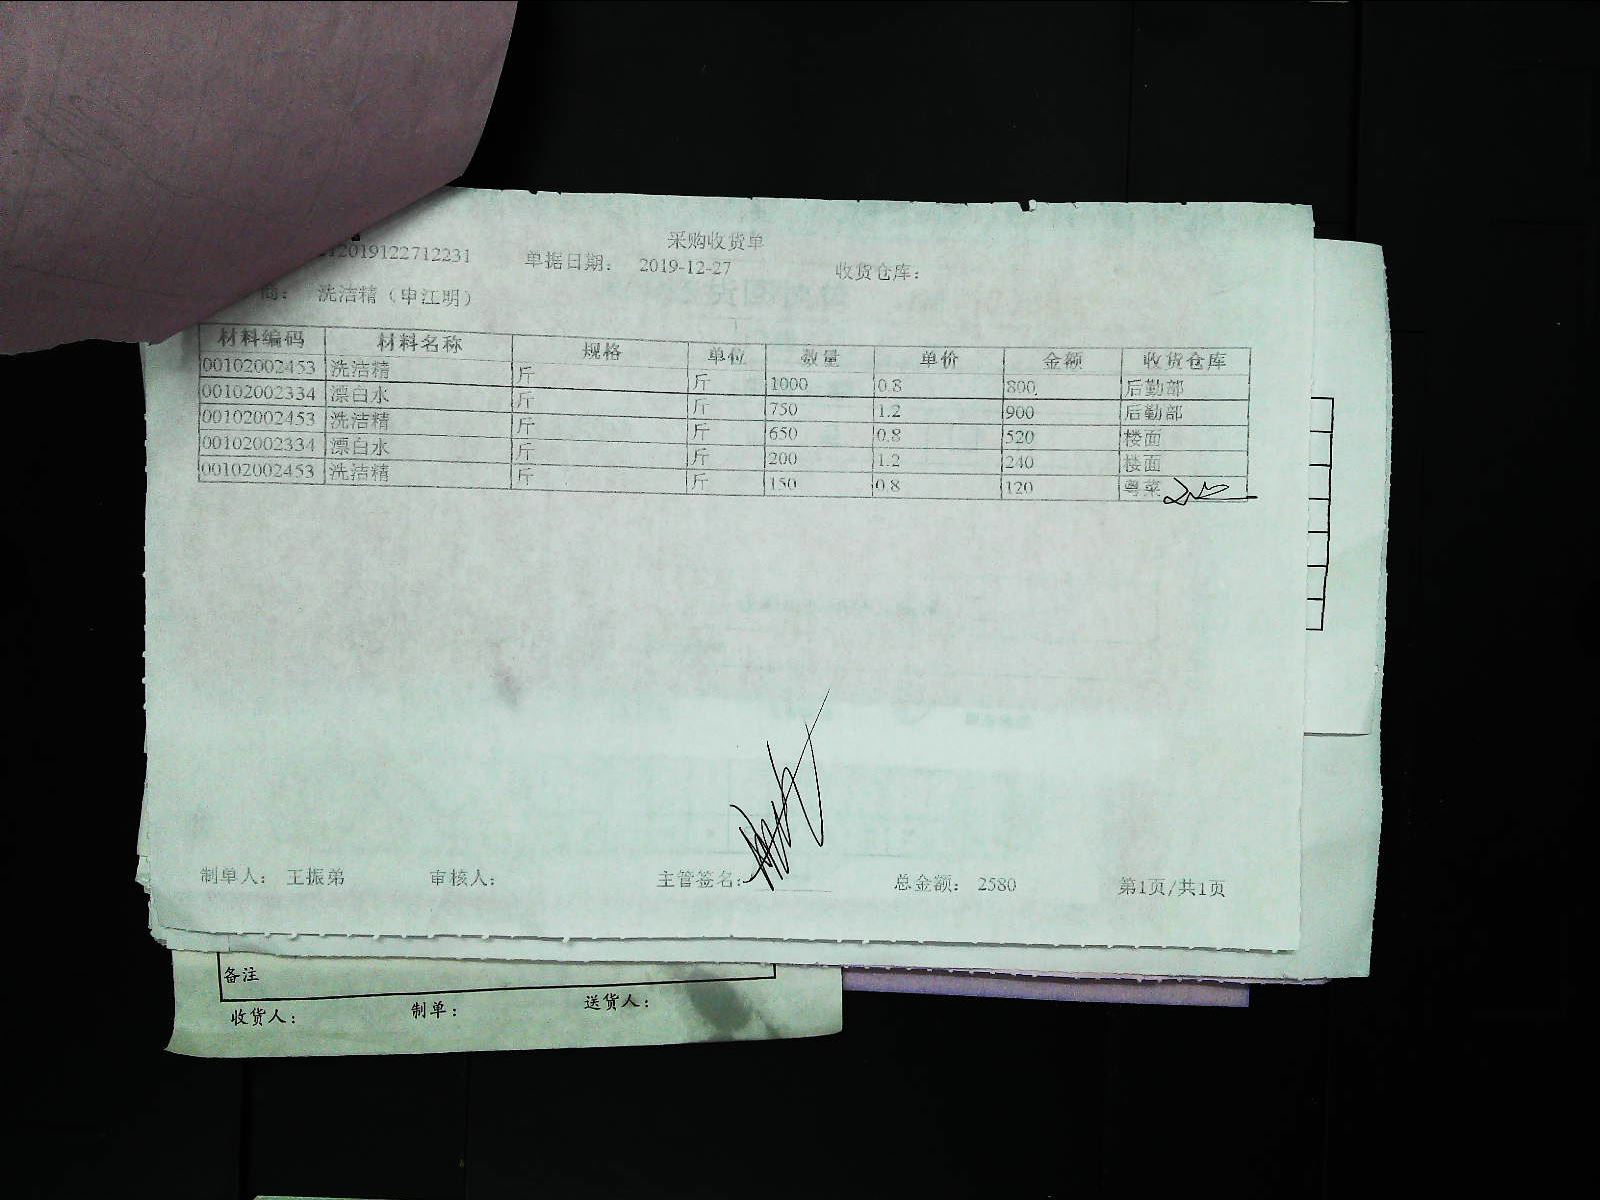 采购收货单
2019122712231 单据日期： 2019-12-27 收货仓库：
商： 洗洁精（申江明）
材料编码 材料名称 规格 单位 数量 单价 金额 收货仓库
00102002453 洗洁精 斤 斤 1000 0.8 800 后勤部
00102002334 漂白水 斤 斤 750 1.2 900 后勤部
00102002453 洗洁精 斤 斤 650 0.8 520 楼面
00102002334 漂白水 斤 斤 200 1.2 240 楼面
00102002453 洗洁精 斤 斤 150 0.8 120 粤菜
制单人： 王振弟 审核人： 主管签名： 总金额： 2580 第1页/共1页
备注
收货人： 制单： 送货人：